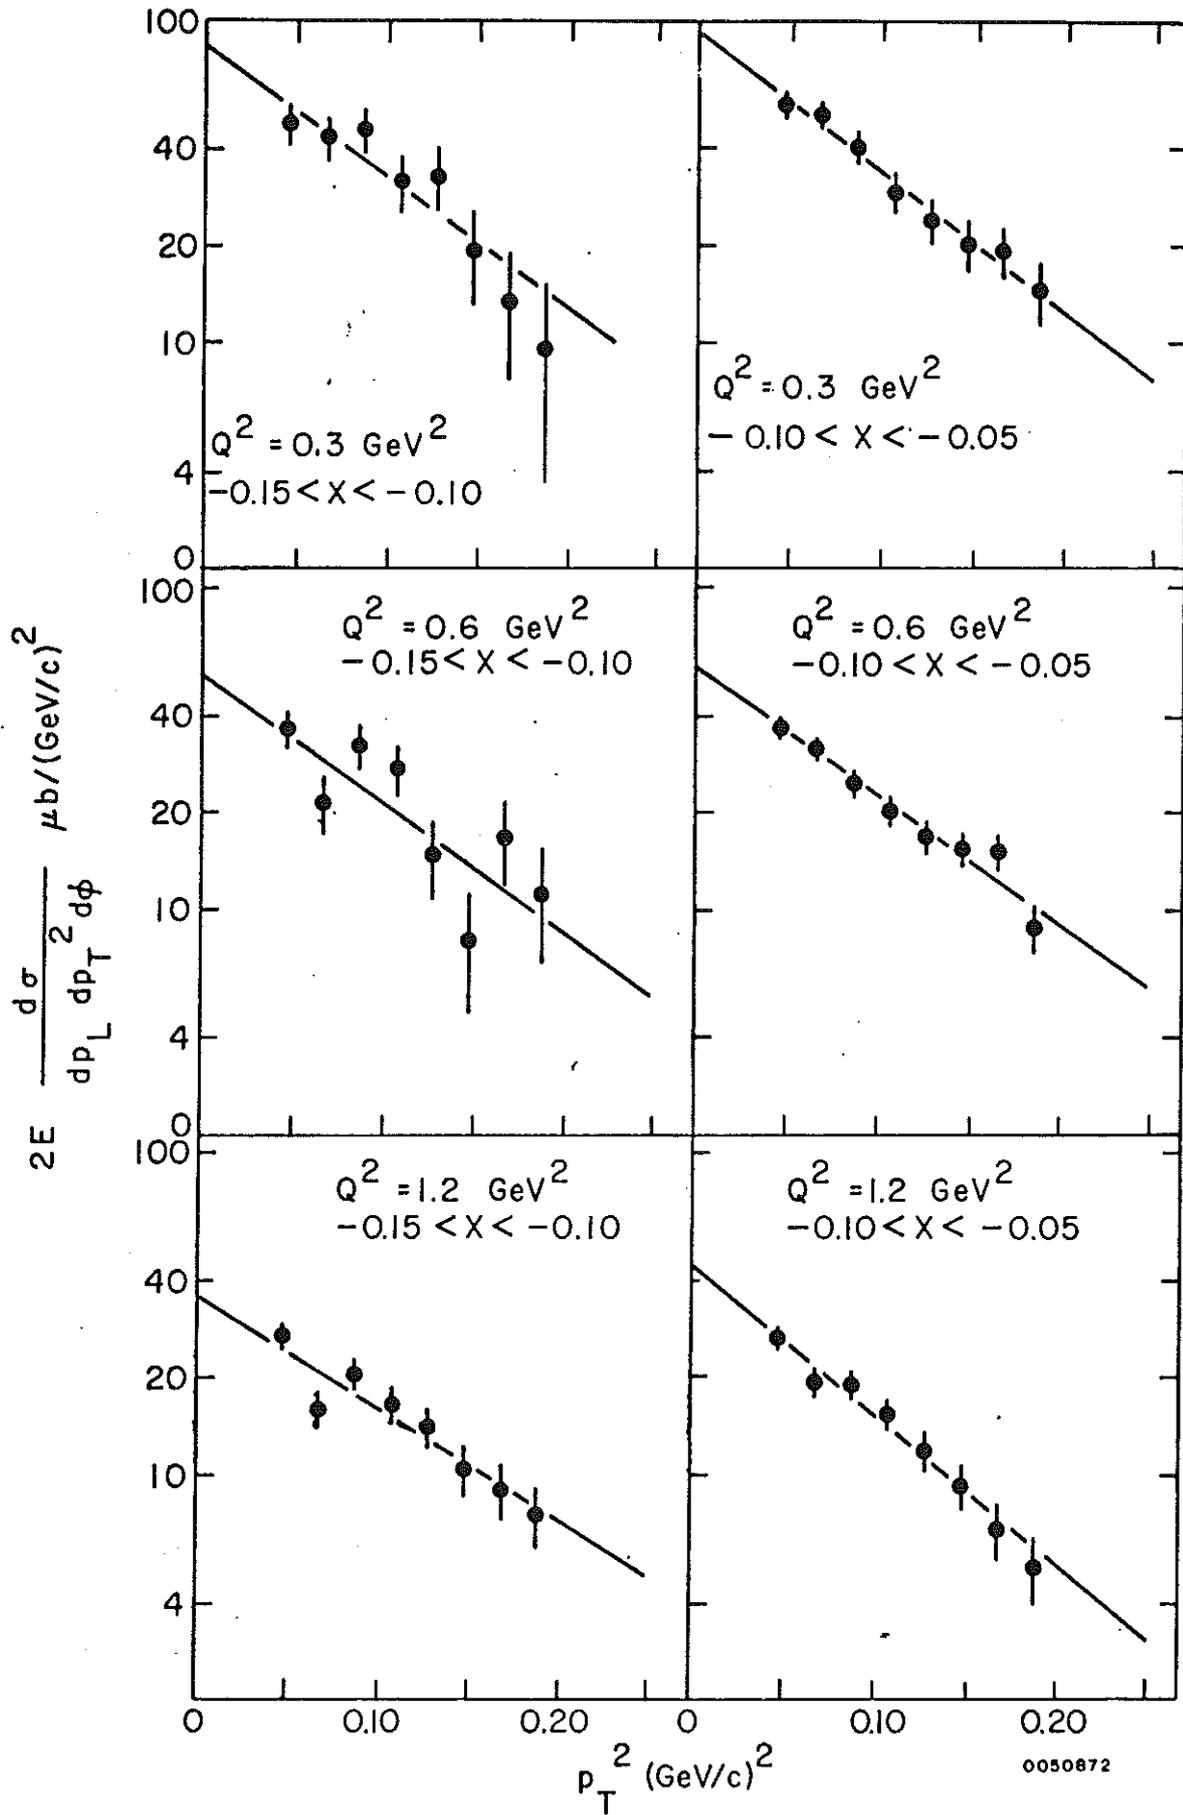 100
40
20
10
4
0
Q² = 0.3 GeV²
-0.15 < X < -0.10
Q² = 0.3 GeV²
-0.10 < X < -0.05
100
40
20
10
4
0
Q² = 0.6 GeV²
-0.15 < X < -0.10
Q² = 0.6 GeV²
-0.10 < X < -0.05
2E dσ / dp_L dp_T² dφ μb/(GeV/c)²
100
40
20
10
4
Q² = 1.2 GeV²
-0.15 < X < -0.10
Q² = 1.2 GeV²
-0.10 < X < -0.05
0 0.10 0.20 0 0.10 0.20
p_T² (GeV/c)²
0050872